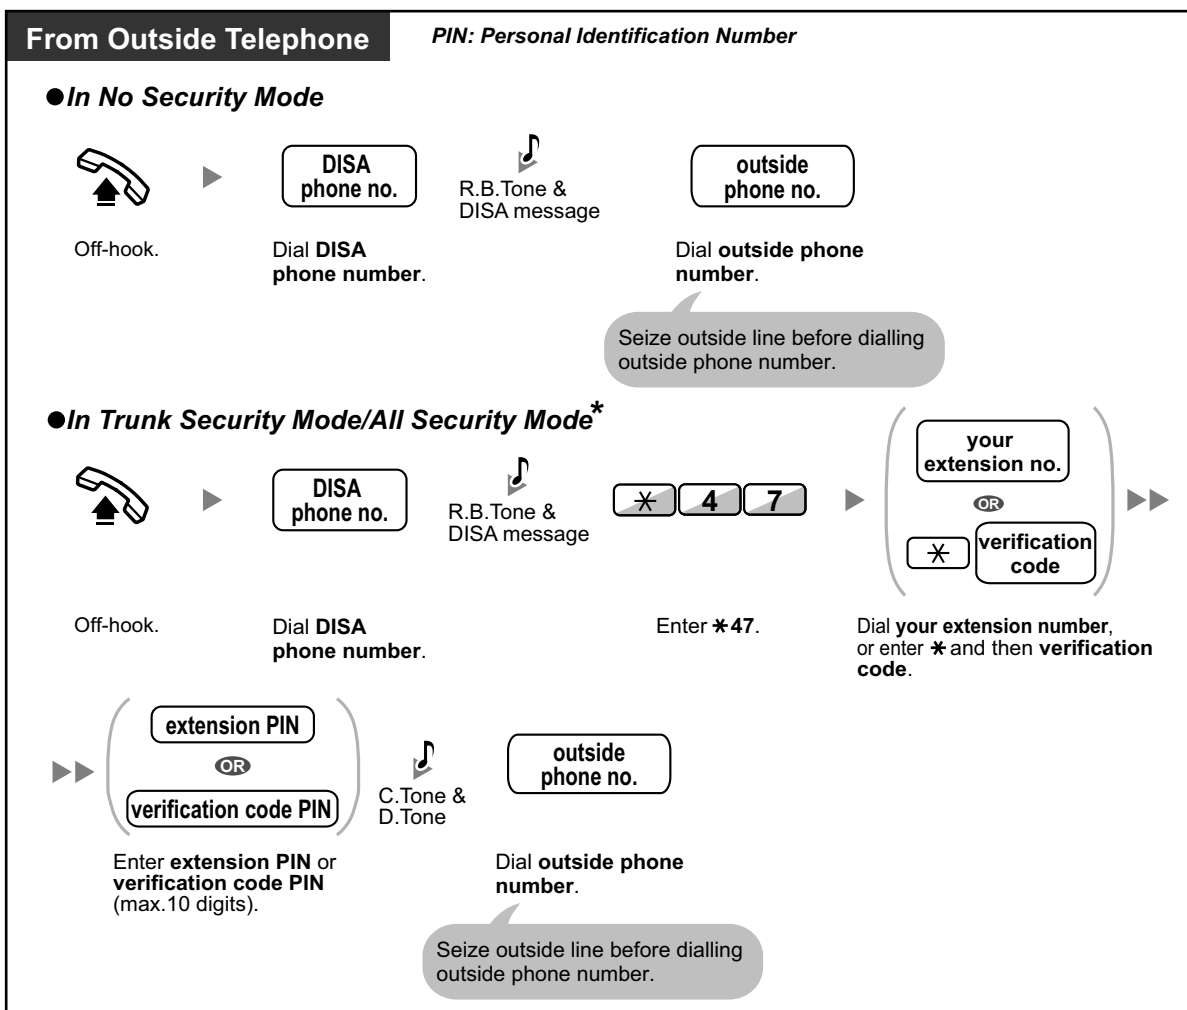 From Outside Telephone
PIN: Personal Identification Number
●In No Security Mode
DISA
phone no.
R.B.Tone &
DISA message
outside
phone no.
Off-hook.
Dial DISA
phone number.
Dial outside phone
number.
Seize outside line before dialling
outside phone number.
●In Trunk Security Mode/All Security Mode*
DISA
phone no.
R.B.Tone &
DISA message
* 4 7
your
extension no.
OR
* verification
code
Off-hook.
Dial DISA
phone number.
Enter *47.
Dial your extension number,
or enter * and then verification
code.
extension PIN
OR
verification code PIN
C.Tone &
D.Tone
outside
phone no.
Enter extension PIN or
verification code PIN
(max.10 digits).
Dial outside phone
number.
Seize outside line before dialling
outside phone number.